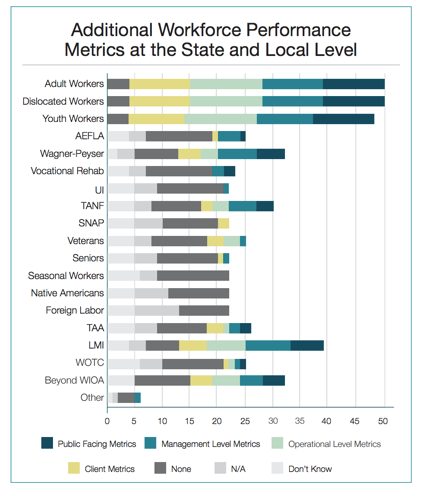 Additional Workforce Performance
Metrics at the State and Local Level
Adult Workers
Dislocated Workers
Youth Workers
AEFLA
Wagner-Peyser
Vocational Rehab
UI
TANF
SNAP
Veterans
Seniors
Seasonal Workers
Native Americans
Foreign Labor
TAA
LMI
WOTC
Beyond WIOA
Other
0 5 10 15 20 25 30 35 40 50
Public Facing Metrics Management Level Metrics Operational Level Metrics
Client Metrics None N/A Don't Know